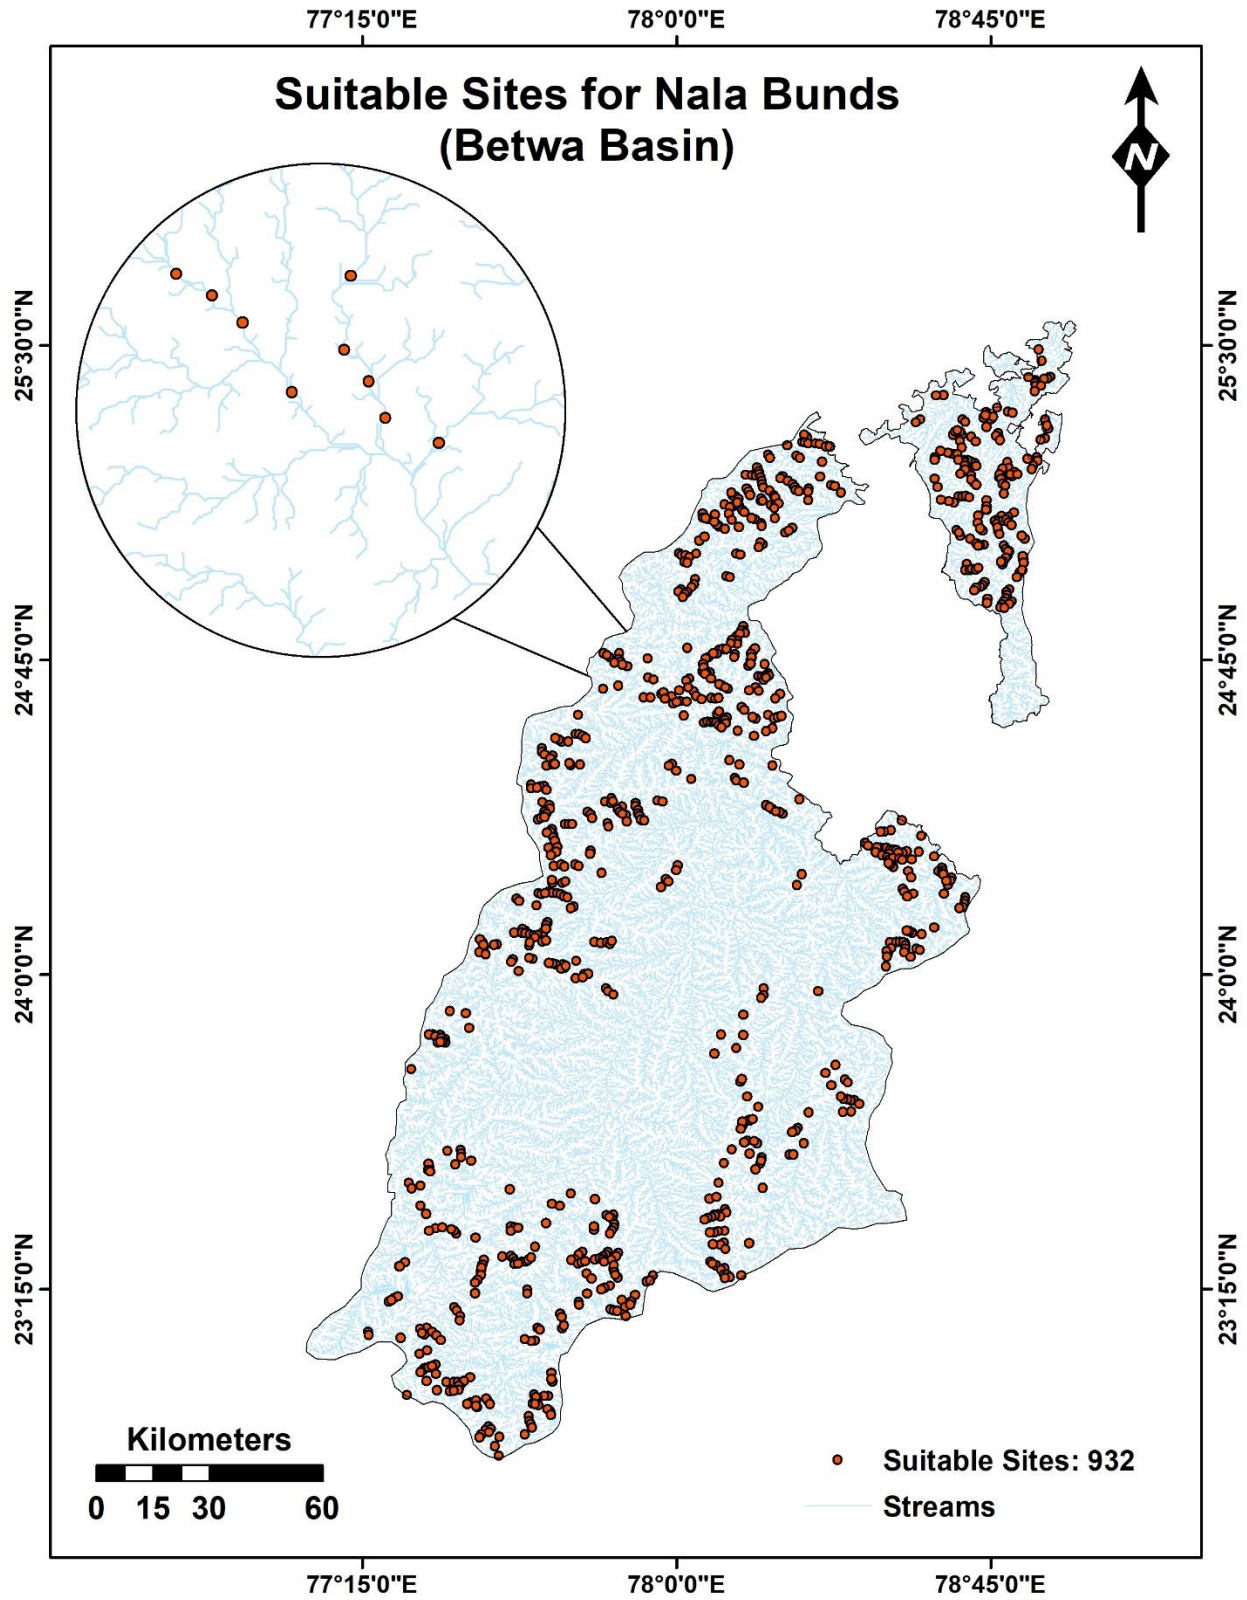 77°15'0"E 78°0'0"E 78°45'0"E
Suitable Sites for Nala Bunds
(Betwa Basin)
N
25°30'0"N 25°30'0"N
24°45'0"N 24°45'0"N
24°0'0"N 24°0'0"N
23°15'0"N 23°15'0"N
Kilometers
0 15 30 60
Suitable Sites: 932
Streams
77°15'0"E 78°0'0"E 78°45'0"E